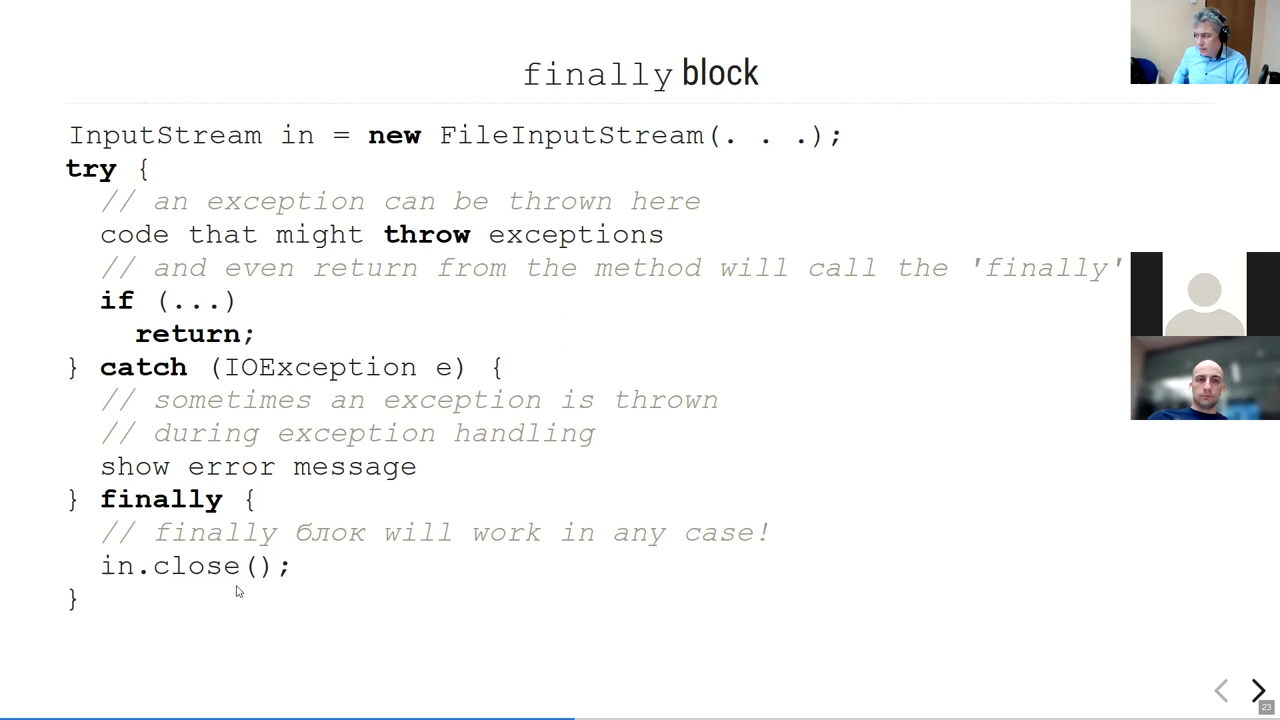 finally block
InputStream in = new FileInputStream(. . .);
try {
// an exception can be thrown here
code that might throw exceptions
// and even return from the method will call the 'finally'
if (...)
return;
} catch (IOException e) {
// sometimes an exception is thrown
// during exception handling
show error message
} finally {
// finally блок will work in any case!
in.close();
}
23